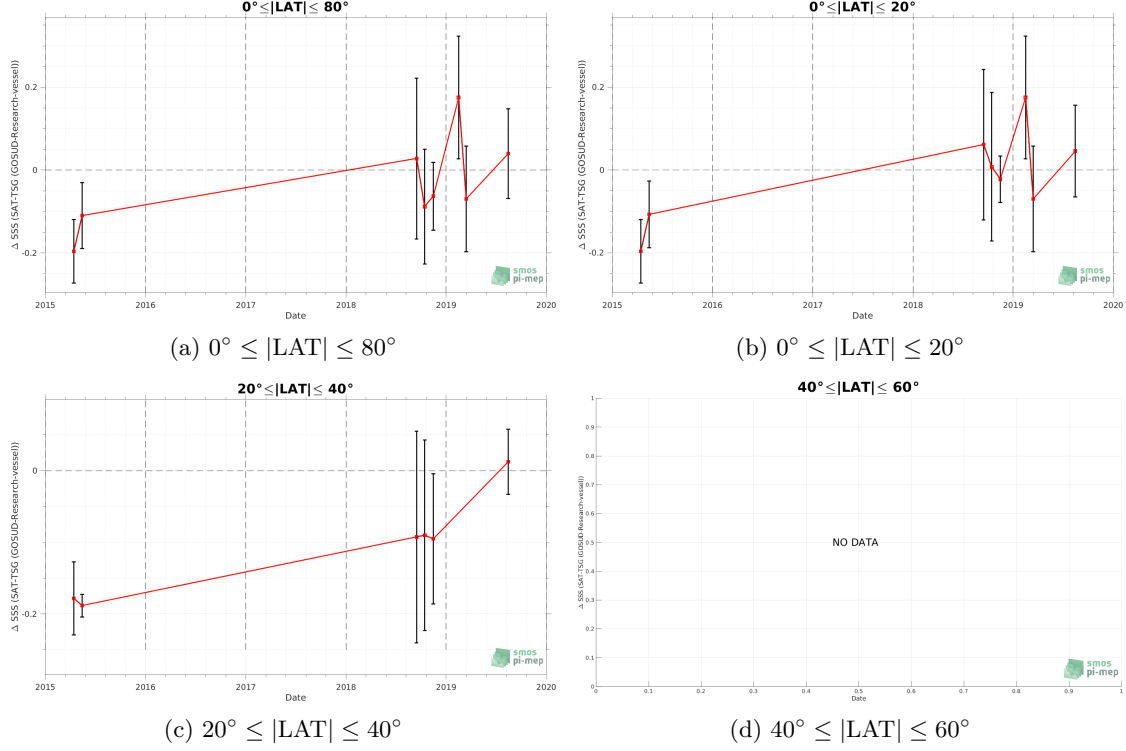 0°≤|LAT|≤ 80°
Δ SSS (SAT-TSG (GOSUD-Research-vessel))
0.2
0
-0.2
2015 2016 2017 2018 2019 2020
Date
smos
pi-mep
(a) 0° ≤ |LAT| ≤ 80°
0°≤|LAT|≤ 20°
Δ SSS (SAT-TSG (GOSUD-Research-vessel))
0.2
0
-0.2
2015 2016 2017 2018 2019 2020
Date
smos
pi-mep
(b) 0° ≤ |LAT| ≤ 20°
20°≤|LAT|≤ 40°
Δ SSS (SAT-TSG (GOSUD-Research-vessel))
0
-0.2
2015 2016 2017 2018 2019 2020
Date
smos
pi-mep
(c) 20° ≤ |LAT| ≤ 40°
40°≤|LAT|≤ 60°
Δ SSS (SAT-TSG (GOSUD-Research-vessel))
1
0.9
0.8
0.7
0.6
0.5
0.4
0.3
0.2
0.1
0
NO DATA
0 0.1 0.2 0.3 0.4 0.5 0.6 0.7 0.8 0.9 1
Date
smos
pi-mep
(d) 40° ≤ |LAT| ≤ 60°